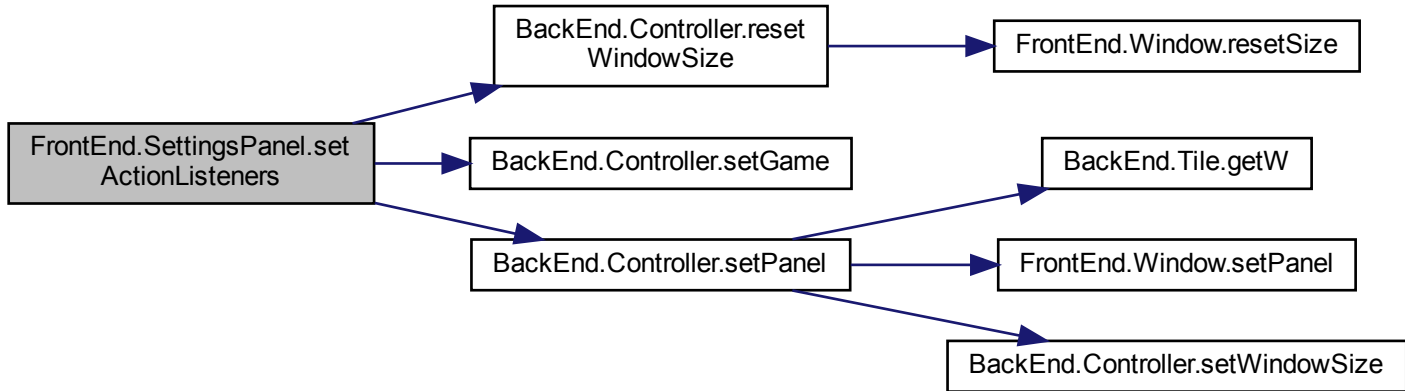 FrontEnd.SettingsPanel.set
ActionListeners
BackEnd.Controller.reset
WindowSize
FrontEnd.Window.resetSize
BackEnd.Controller.setGame
BackEnd.Controller.setPanel
BackEnd.Tile.getW
FrontEnd.Window.setPanel
BackEnd.Controller.setWindowSize